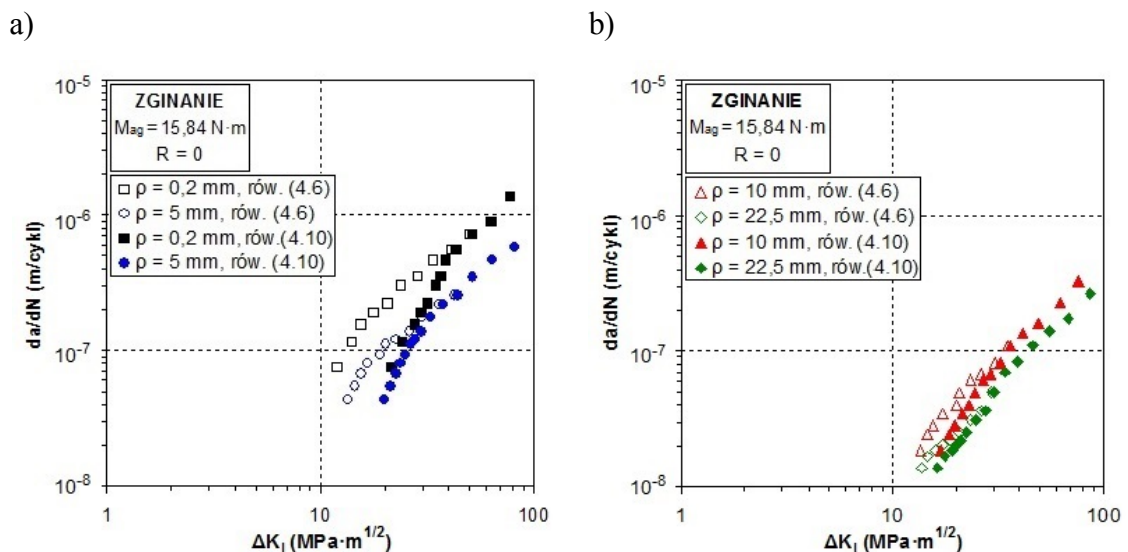 a)
10⁻⁵
ZGINANIE
Mag = 15,84 N·m
R = 0
ρ = 0,2 mm, rów. (4.6)
ρ = 5 mm, rów. (4.6)
ρ = 0,2 mm, rów.(4.10)
ρ = 5 mm, rów. (4.10)
10⁻⁶
10⁻⁷
10⁻⁸
da/dN (m/cykl)
1
10
100
ΔK_I (MPa·m^1/2)
b)
10⁻⁵
ZGINANIE
Mag = 15,84 N·m
R = 0
ρ = 10 mm, rów. (4.6)
ρ = 22,5 mm, rów. (4.6)
ρ = 10 mm, rów.(4.10)
ρ = 22,5 mm, rów.(4.10)
10⁻⁶
10⁻⁷
10⁻⁸
da/dN (m/cykl)
1
10
100
ΔK_I (MPa·m^1/2)